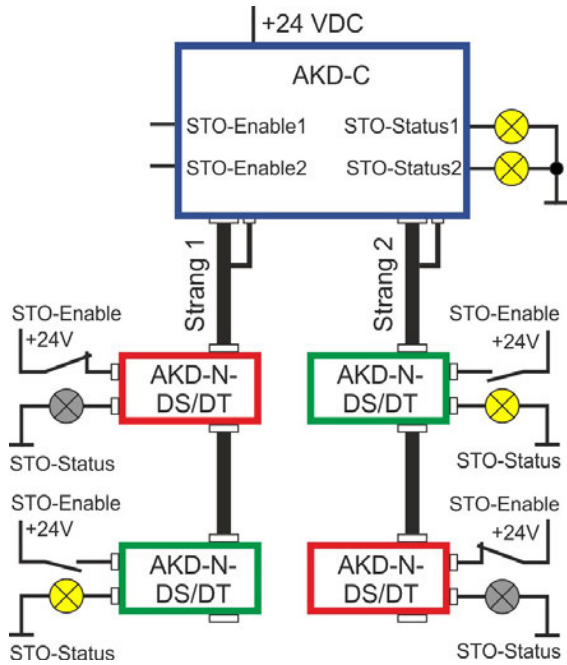 +24 VDC
AKD-C
STO-Enable1
STO-Status1
STO-Enable2
STO-Status2
Strang 1
Strang 2
STO-Enable
+24V
AKD-N-
DS/DT
STO-Status
AKD-N-
DS/DT
STO-Enable
+24V
STO-Status
STO-Enable
+24V
AKD-N-
DS/DT
STO-Status
AKD-N-
DS/DT
STO-Enable
+24V
STO-Status